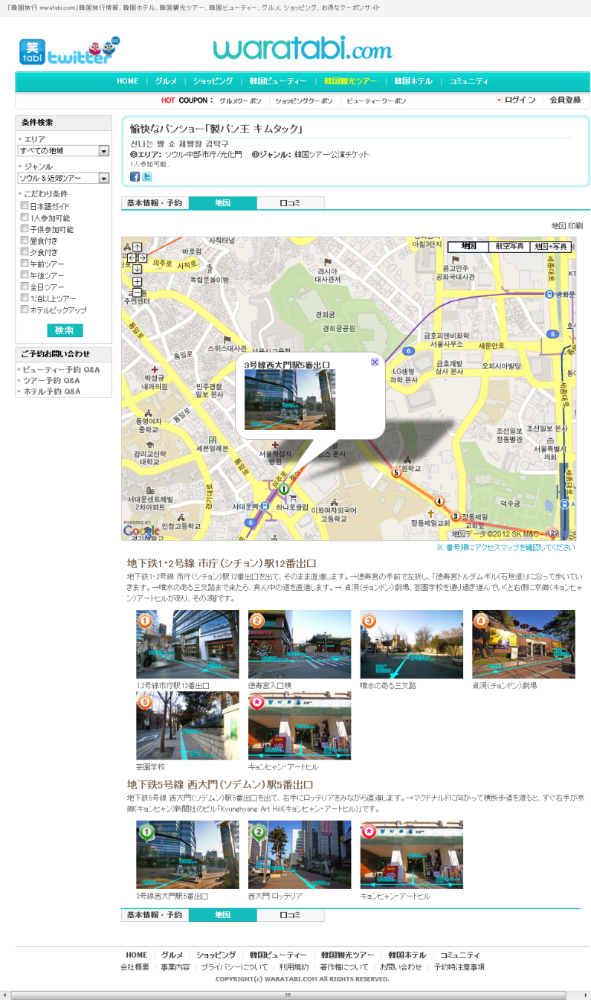 「韓国旅行 waratabi.com」韓国旅行情報、韓国ホテル、韓国観光ツアー、韓国ビューティー、グルメ、ショッピング、お得なクーポンサイト
笑 tabi twitter GO
waratabi.com
HOME グルメ ショッピング 韓国ビューティー 韓国観光ツアー 韓国ホテル コミュニティ
HOT COUPON : グルメクーポン ショッピングクーポン ビューティークーポン ログイン 会員登録
条件検索
エリア
すべての地域
ジャンル
ソウル & 近郊ツアー
こだわり条件
日本語ガイド
1人参加可能
子供参加可能
昼食付き
夕食付き
午前ツアー
午後ツアー
全日ツアー
1泊以上ツアー
ホテルピックアップ
検索
ご予約お問い合わせ
ビューティー予約 Q&A
ツアー予約 Q&A
ホテル予約 Q&A
愉快なパンショー「製パン王 キムタック」
신나는 빵 쇼 제빵왕 김탁구
エリア: ソウル中部·市庁/光化門 ジャンル: 韓国ツアー·公演チケット·
1人参加可能 .
基本情報・予約 地図 口コミ
地図 印刷
地図 航空写真 地図+写真
사직터널
바로컴
의주로 사직로
독립문놀이방
주민센터
러시아
대사관저
아침3단지
콩고민주
공화국대사관
세종대로
KT
광화문
경희궁
경희궁공원
통일로
스위스대사관
금호피앤비화학
서울사무소
새문안로
6
LG생명
과학 본사
금호개발
상사 본사
오피시아빌딩
박성규
내과의원
민주경찰
일보 본사
동명여자
중학교
세븐일레븐
감리교신학
대학교
서울적십자
병원
조선일보
정동별관
조선일보 본사
서울특별시
의회
3号線西大門駅5番出口
서대문센트레빌
2차아파트
경기대로
서대문역
하나로클럽
이화여자외국어
고등학교
인창고등학교
덕수궁
정동제일
교회앞
정동제일교회
세종대로
POWERED BY
Google
地図データ ©2012 SK M&C
※ 番号順にアクセスマップを確認してください
地下鉄1・2号線 市庁(シチョン)駅12番出口
地下鉄1・2号線 市庁(シチョン)駅12番出口を出て、そのまま直進します。→徳寿宮の手前で左折し、「徳寿宮トルダムギル(石垣道)」に沿って歩いてい
きます。→噴水のある三叉路まで来たら、真ん中の道を直進します。→ 貞洞(チョンドン)劇場、芸園学校を通り過ぎ進んでいくと右側に京郷(キョンヒャ
ン)アートヒルがあり、その2階です。
1,2号線市庁駅12番出口 徳寿宮入口横 噴水のある三叉路 貞洞(チョンドン)劇場
芸園学校 キョンヒャン・アートヒル
地下鉄5号線 西大門(ソデムン)駅5番出口
地下鉄5号線 西大門(ソデムン)駅5番出口を出て、右手にロッテリアをみながら直進します。→マクドナルドに向かって横断歩道を渡ると、すぐ右手が京
郷(キョンヒャン)新聞社のビル「Kyunghyang Art Hill(キョンヒャン・アートヒル)」です。
3号線西大門駅5番出口 西大門 ロッテリア キョンヒャン・アートヒル
基本情報・予約 地図 口コミ
HOME グルメ ショッピング 韓国ビューティー 韓国観光ツアー 韓国ホテル コミュニティ
会社概要 事業内容 プライバシーについて 利用規約 著作権について お問い合わせ 予約時注意事項
COPYRIGHT(c) WARATABI.COM All RIGHTS RESERVED.